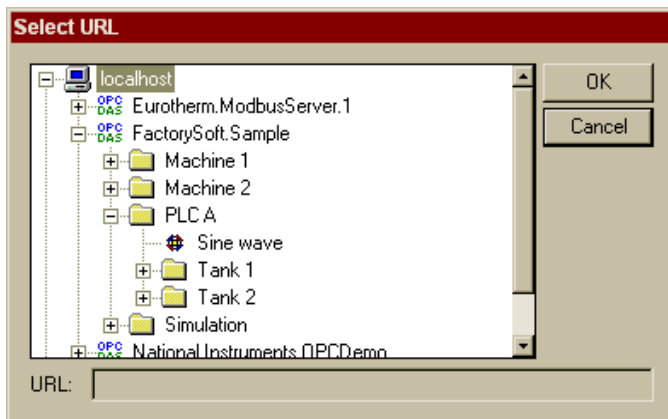 Select URL
localhost
OK
OPC DAS Eurotherm.ModbusServer.1
Cancel
OPC DAS FactorySoft.Sample
Machine 1
Machine 2
PLC A
Sine wave
Tank 1
Tank 2
Simulation
OPC National Instruments.OPCDemo
URL: